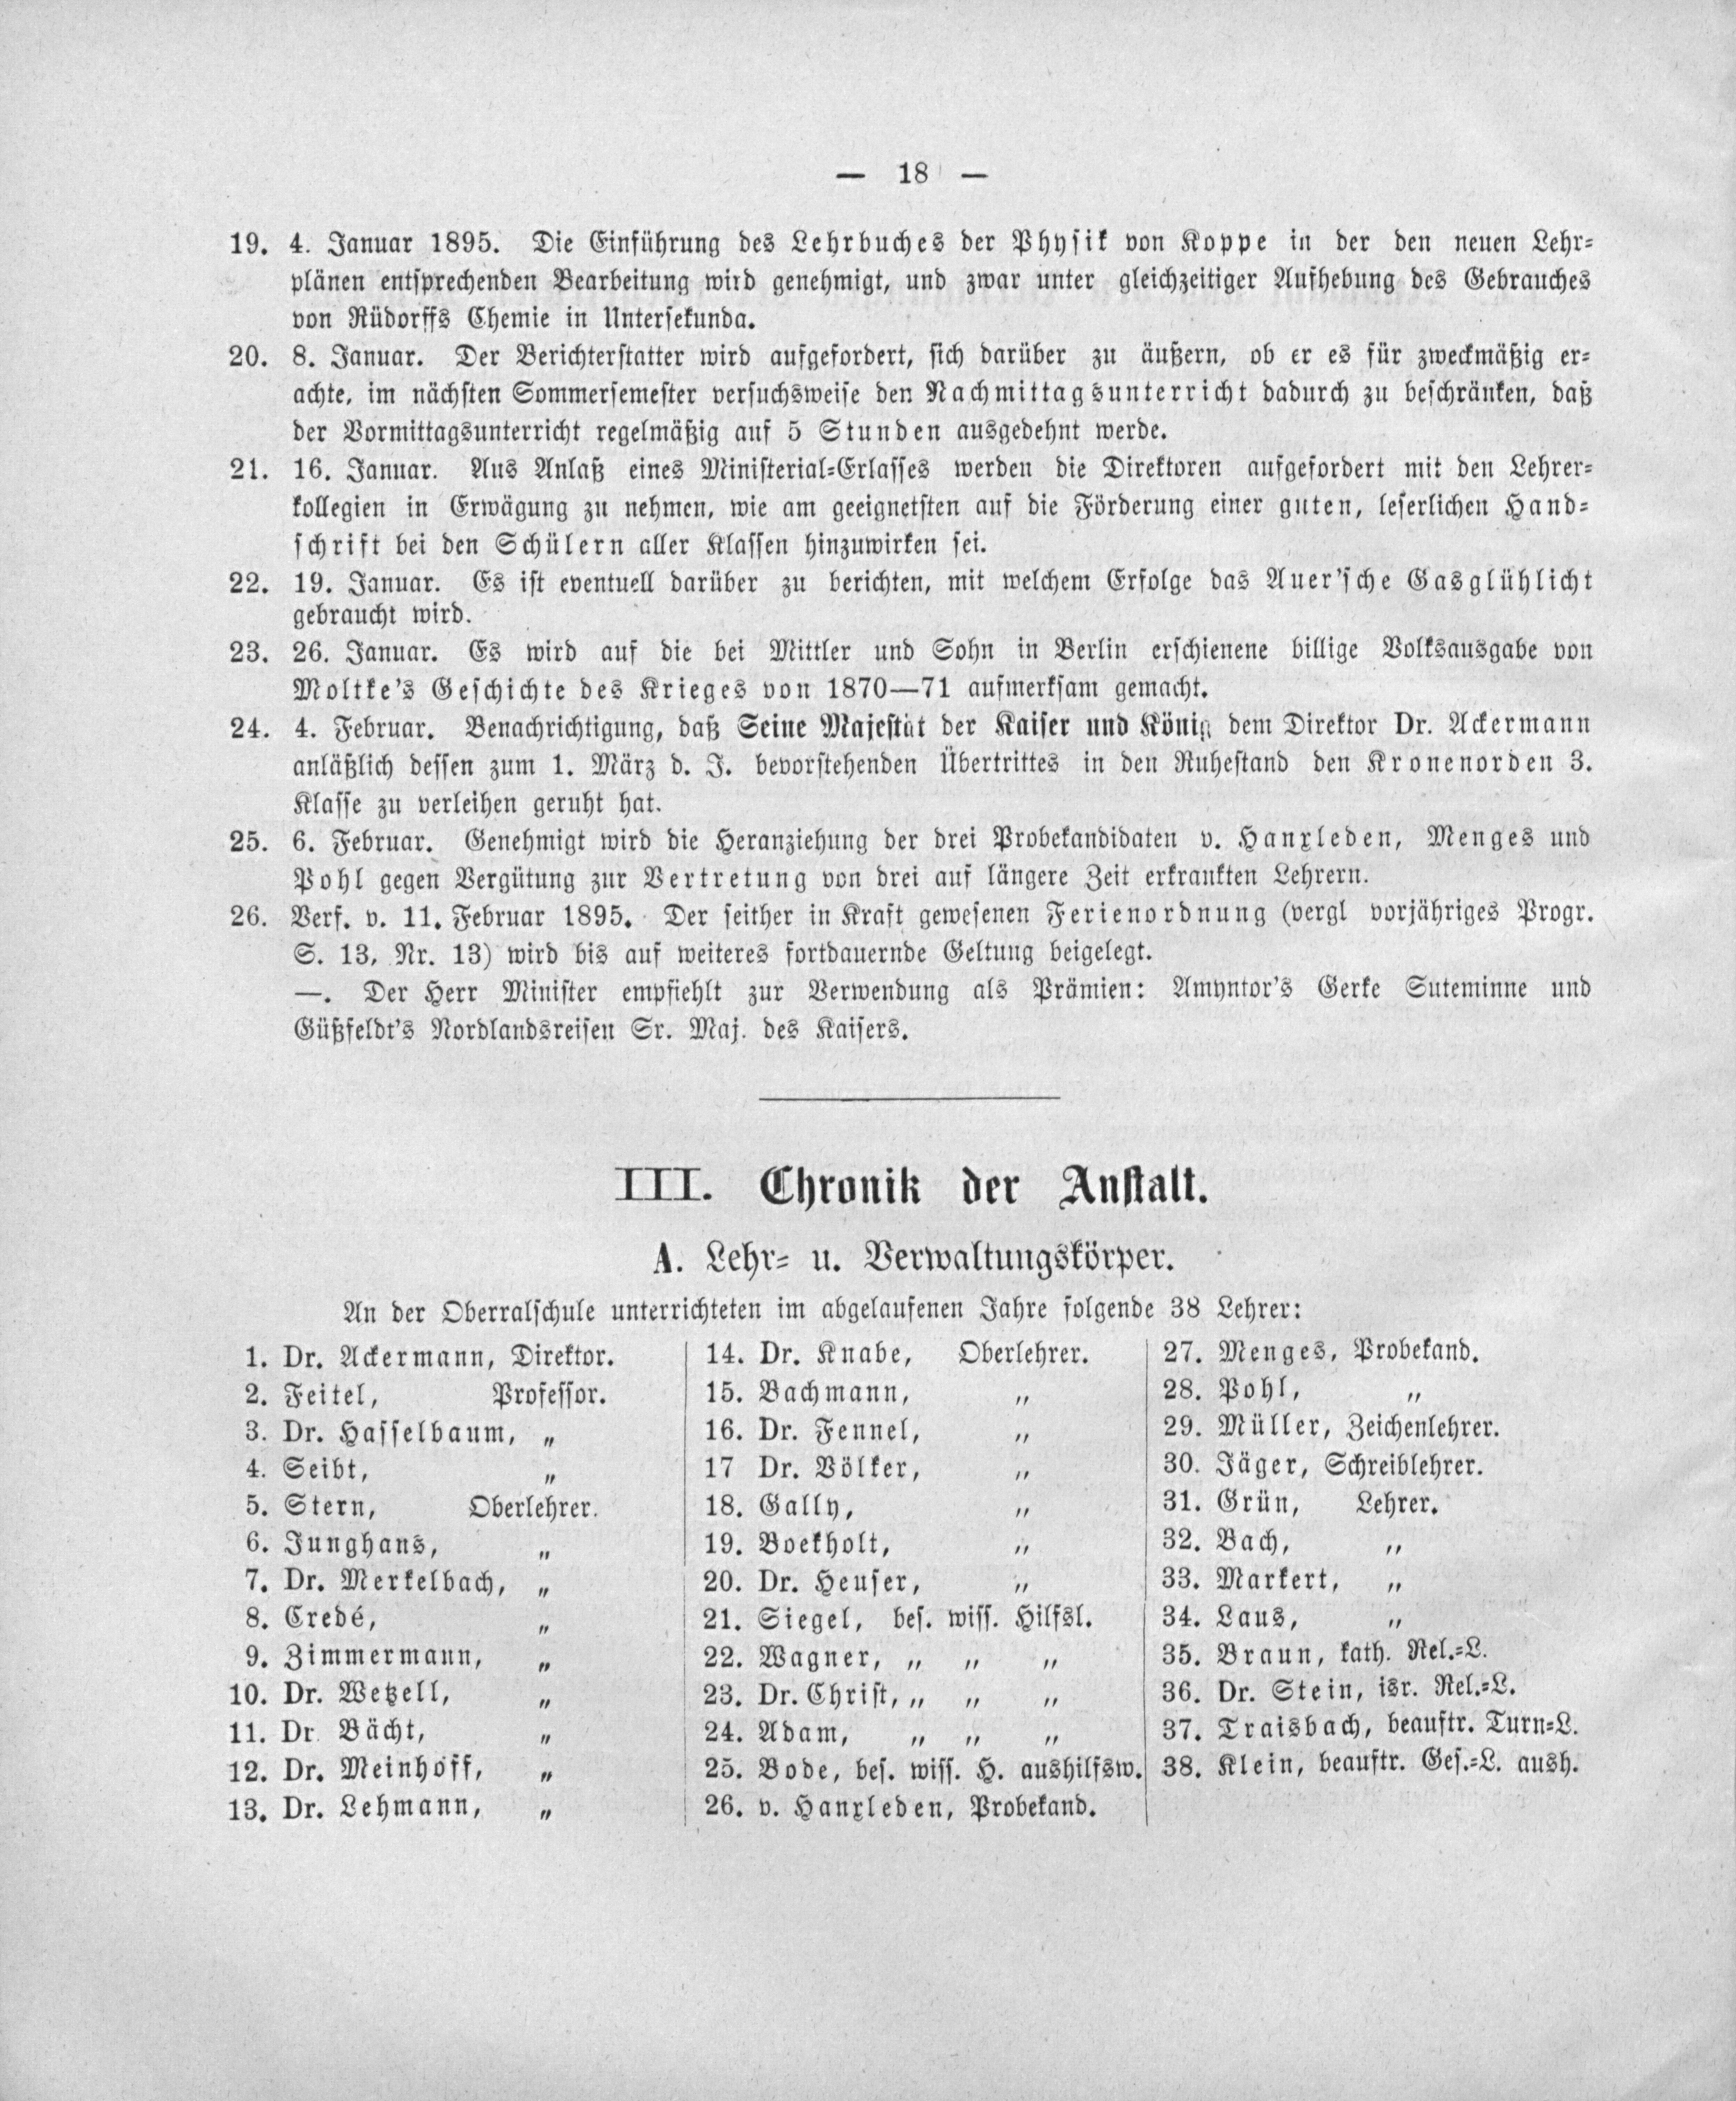 — 18 —
19. 4. Januar 1895. Die Einführung des Lehrbuches der Physik von Koppe in der den neuen Lehr-
plänen entsprechenden Bearbeitung wird genehmigt, und zwar unter gleichzeitiger Aufhebung des Gebrauches
von Rüdorffs Chemie in Untersekunda.
20. 8. Januar. Der Berichterstatter wird aufgefordert, sich darüber zu äußern, ob er es für zweckmäßig er-
achte, im nächsten Sommersemester versuchsweise den Nachmittagsunterricht dadurch zu beschränken, daß
der Vormittagsunterricht regelmäßig auf 5 Stunden ausgedehnt werde.
21. 16. Januar. Aus Anlaß eines Ministerial-Erlasses werden die Direktoren aufgefordert mit den Lehrer-
kollegien in Erwägung zu nehmen, wie am geeignetsten auf die Förderung einer guten, leserlichen Hand-
schrift bei den Schülern aller Klassen hinzuwirken sei.
22. 19. Januar. Es ist eventuell darüber zu berichten, mit welchem Erfolge das Auer'sche Gasglühlicht
gebraucht wird.
23. 26. Januar. Es wird auf die bei Mittler und Sohn in Berlin erschienene billige Volksausgabe von
Moltke's Geschichte des Krieges von 1870—71 aufmerksam gemacht.
24. 4. Februar. Benachrichtigung, daß Seine Majestät der Kaiser und König dem Direktor Dr. Ackermann
anläßlich dessen zum 1. März d. J. bevorstehenden Übertrittes in den Ruhestand den Kronenorden 3.
Klasse zu verleihen geruht hat.
25. 6. Februar. Genehmigt wird die Heranziehung der drei Probekandidaten v. Hanxleden, Menges und
Pohl gegen Vergütung zur Vertretung von drei auf längere Zeit erkrankten Lehrern.
26. Verf. v. 11. Februar 1895. Der seither in Kraft gewesenen Ferienordnung (vergl vorjähriges Progr.
S. 13, Nr. 13) wird bis auf weiteres fortdauernde Geltung beigelegt.
—. Der Herr Minister empfiehlt zur Verwendung als Prämien: Amyntor's Gerke Suteminne und
Güßfeldt's Nordlandsreisen Sr. Maj. des Kaisers.
III. Chronik der Anstalt.
A. Lehr- u. Verwaltungskörper.
An der Oberralschule unterrichteten im abgelaufenen Jahre folgende 38 Lehrer:
1. Dr. Ackermann, Direktor.
2. Feitel, Professor.
3. Dr. Hasselbaum, „
4. Seibt, „
5. Stern, Oberlehrer.
6. Junghans, „
7. Dr. Merkelbach, „
8. Credé, „
9. Zimmermann, „
10. Dr. Wetzell, „
11. Dr. Bächt, „
12. Dr. Meinhoff, „
13. Dr. Lehmann, „
14. Dr. Knabe, Oberlehrer.
15. Bachmann, „
16. Dr. Fennel, „
17 Dr. Völker, „
18. Gally, „
19. Boekholt, „
20. Dr. Heuser, „
21. Siegel, bes. wiss. Hilfsl.
22. Wagner, „ „ „
23. Dr. Christ, „ „ „
24. Adam, „ „ „
25. Bode, bes. wiss. H. aushilfsw.
26. v. Hanxleden, Probekand.
27. Menges, Probekand.
28. Pohl, „
29. Müller, Zeichenlehrer.
30. Jäger, Schreiblehrer.
31. Grün, Lehrer.
32. Bach, „
33. Markert, „
34. Laus, „
35. Braun, kath. Rel.-L.
36. Dr. Stein, isr. Rel.-L.
37. Traisbach, beauftr. Turn-L.
38. Klein, beauftr. Ges.-L. aush.